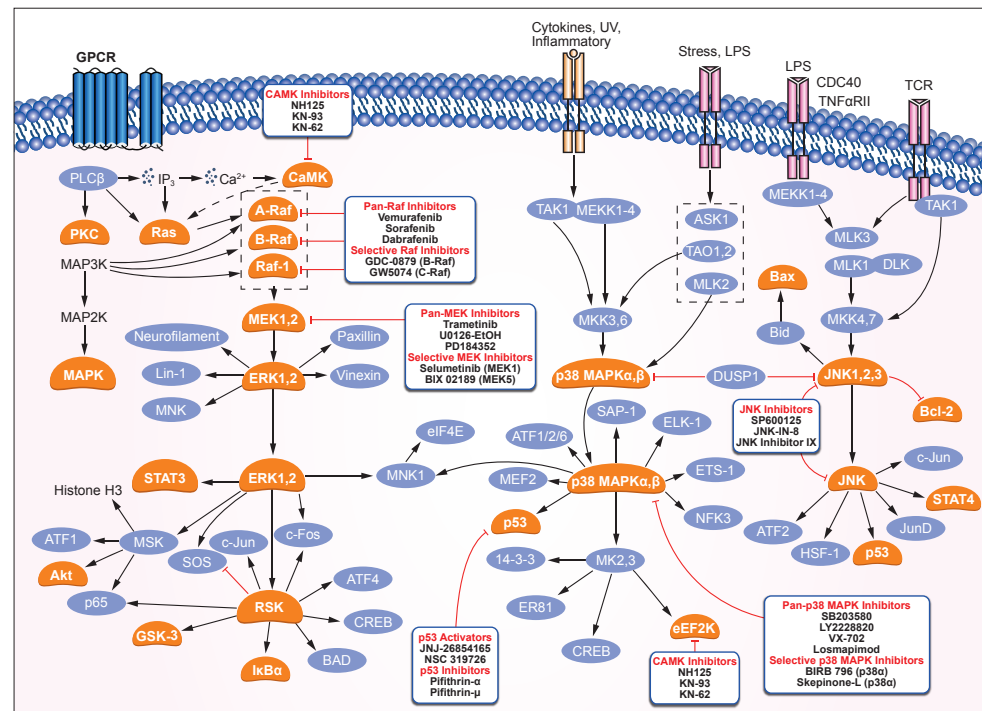 GPCR
Cytokines, UV,
Inflammatory
Stress, LPS
LPS
CDC40
TNFαRII
TCR
CAMK Inhibitors
NH125
KN-93
KN-62
PLCβ
IP3
Ca2+
CaMK
PKC
Ras
A-Raf
B-Raf
Raf-1
Pan-Raf Inhibitors
Vemurafenib
Sorafenib
Dabrafenib
Selective Raf Inhibitors
GDC-0879 (B-Raf)
GW5074 (C-Raf)
TAK1
MEKK1-4
ASK1
TAO1,2
MLK2
MEKK1-4
TAK1
MLK3
MLK1
DLK
MAP3K
MAP2K
MAPK
MEK1,2
Pan-MEK Inhibitors
Trametinib
U0126-EtOH
PD184352
Selective MEK Inhibitors
Selumetinib (MEK1)
BIX 02189 (MEK5)
MKK3,6
Bax
Bid
MKK4,7
Neurofilament
Paxillin
Lin-1
ERK1,2
Vinexin
MNK
p38 MAPKα,β
DUSP1
JNK1,2,3
Bcl-2
JNK Inhibitors
SP600125
JNK-IN-8
JNK Inhibitor IX
SAP-1
ATF1/2/6
ELK-1
eIF4E
MNK1
MEF2
p38 MAPKα,β
ETS-1
NFK3
p53
c-Jun
JNK
STAT4
JunD
ATF2
HSF-1
p53
STAT3
ERK1,2
Histone H3
ATF1
MSK
Akt
SOS
c-Jun
c-Fos
p65
ATF4
RSK
CREB
GSK-3
IκBα
BAD
14-3-3
MK2,3
ER81
CREB
eEF2K
p53 Activators
JNJ-26854165
NSC 319726
p53 Inhibitors
Pifithrin-α
Pifithrin-μ
CAMK Inhibitors
NH125
KN-93
KN-62
Pan-p38 MAPK Inhibitors
SB203580
LY2228820
VX-702
Losmapimod
Selective p38 MAPK Inhibitors
BIRB 796 (p38α)
Skepinone-L (p38α)